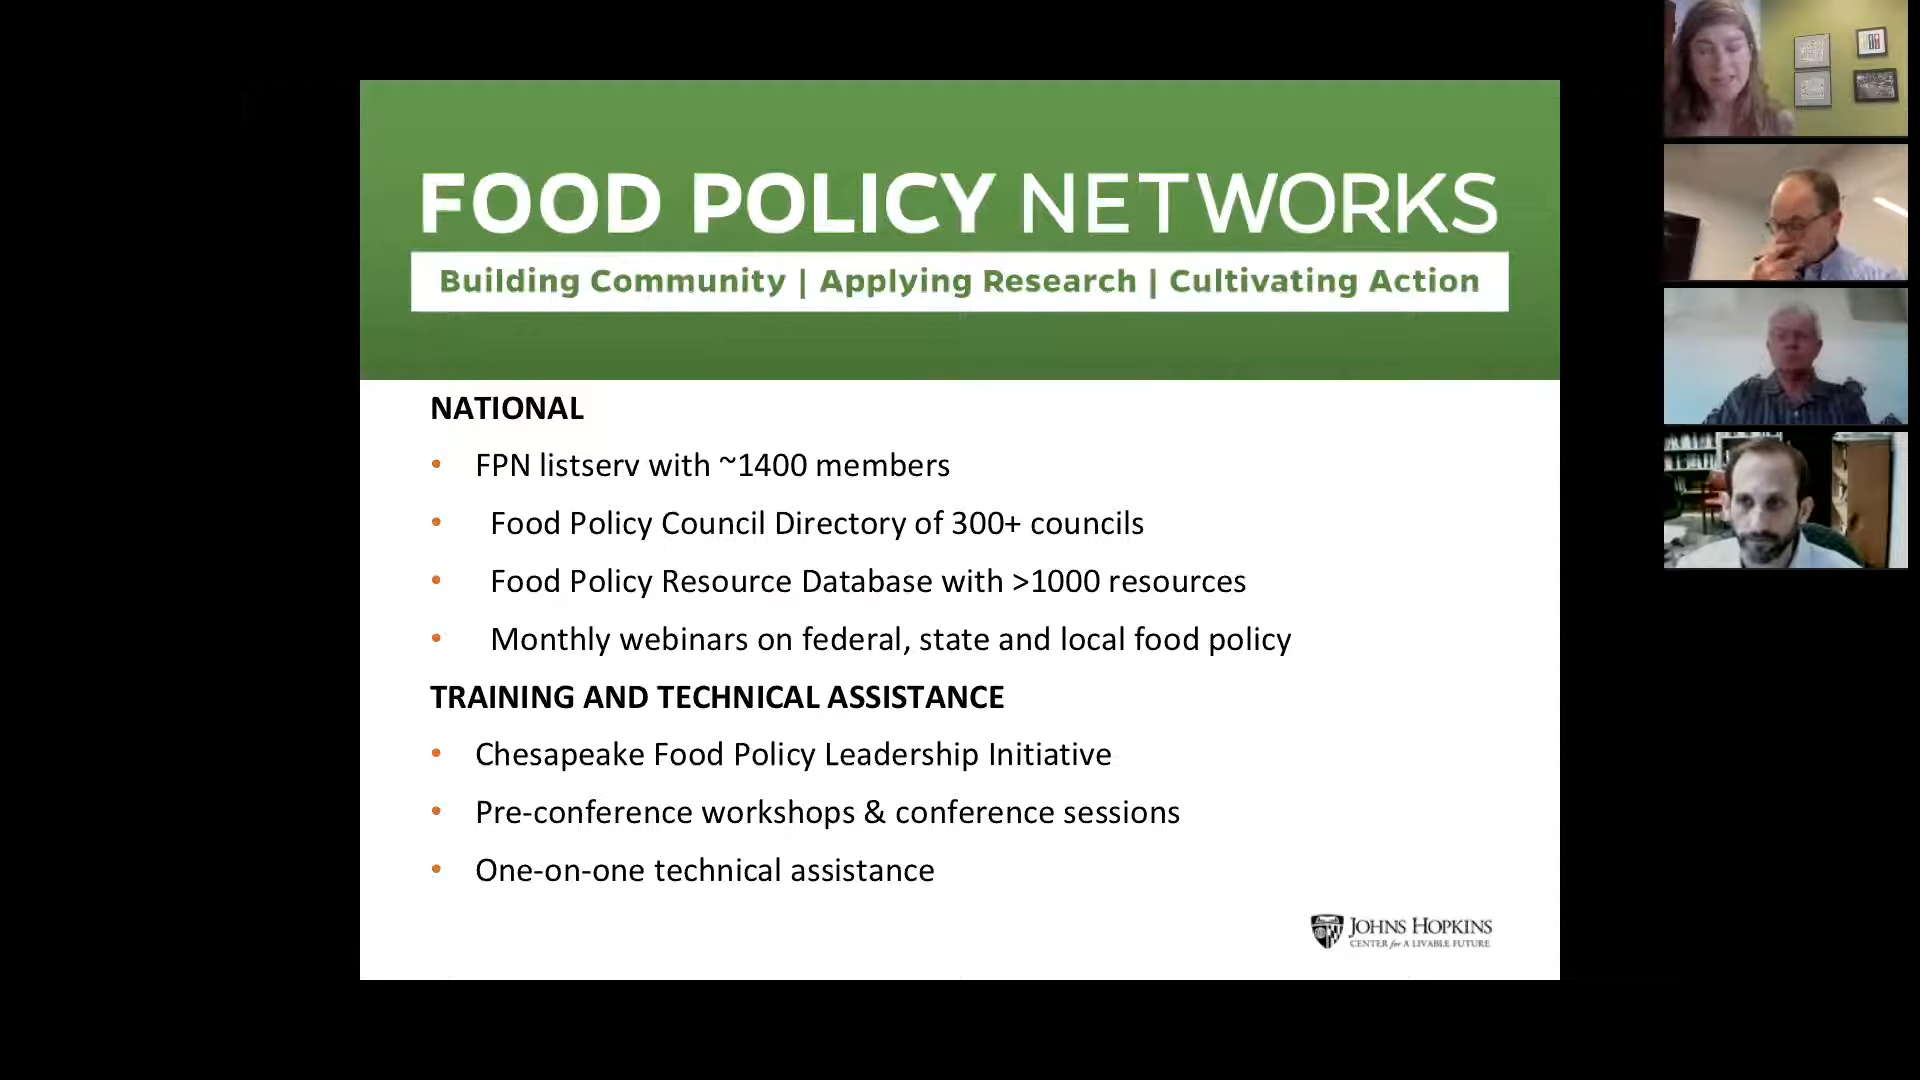 FOOD POLICY NETWORKS
Building Community | Applying Research | Cultivating Action
NATIONAL
• FPN listserv with ~1400 members
• Food Policy Council Directory of 300+ councils
• Food Policy Resource Database with >1000 resources
• Monthly webinars on federal, state and local food policy
TRAINING AND TECHNICAL ASSISTANCE
• Chesapeake Food Policy Leadership Initiative
• Pre-conference workshops & conference sessions
• One-on-one technical assistance
JOHNS HOPKINS
CENTER for A LIVABLE FUTURE